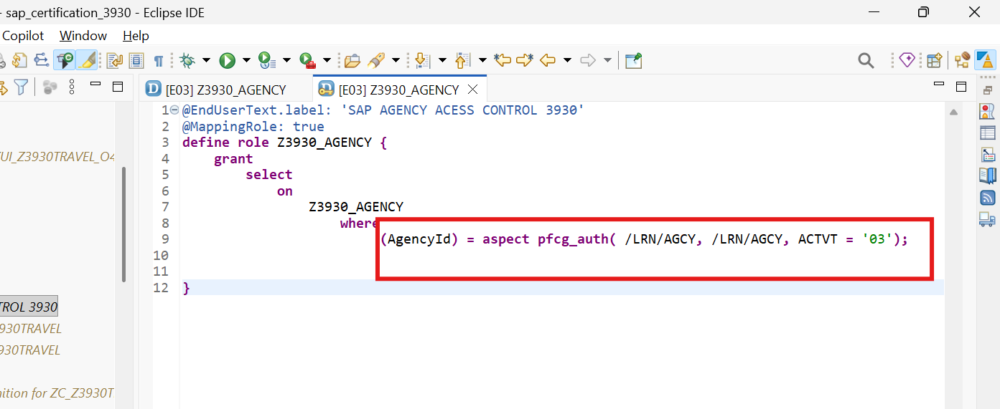 - sap_certification_3930 - Eclipse IDE
Copilot Window Help
[E03] Z3930_AGENCY
[E03] Z3930_AGENCY
1 @EndUserText.label: 'SAP AGENCY ACESS CONTROL 3930'
2 @MappingRole: true
3 define role Z3930_AGENCY {
4 grant
5 select
6 on
7 Z3930_AGENCY
8 where
9 (AgencyId) = aspect pfcg_auth( /LRN/AGCY, /LRN/AGCY, ACTVT = '03');
10
11
12 }
UI_Z3930TRAVEL_O4
TROL 3930
930TRAVEL
930TRAVEL
nition for ZC_Z3930T